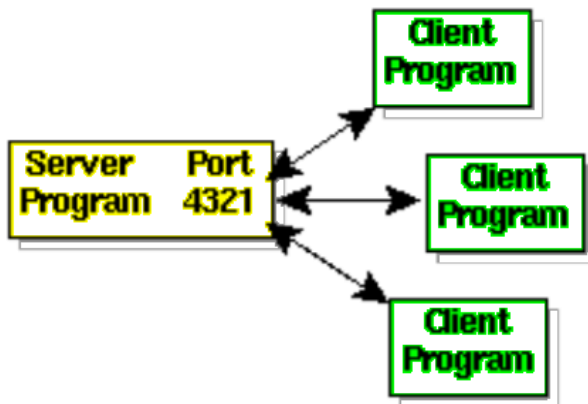 Client
Program
Server Port
Program 4321
Client
Program
Client
Program